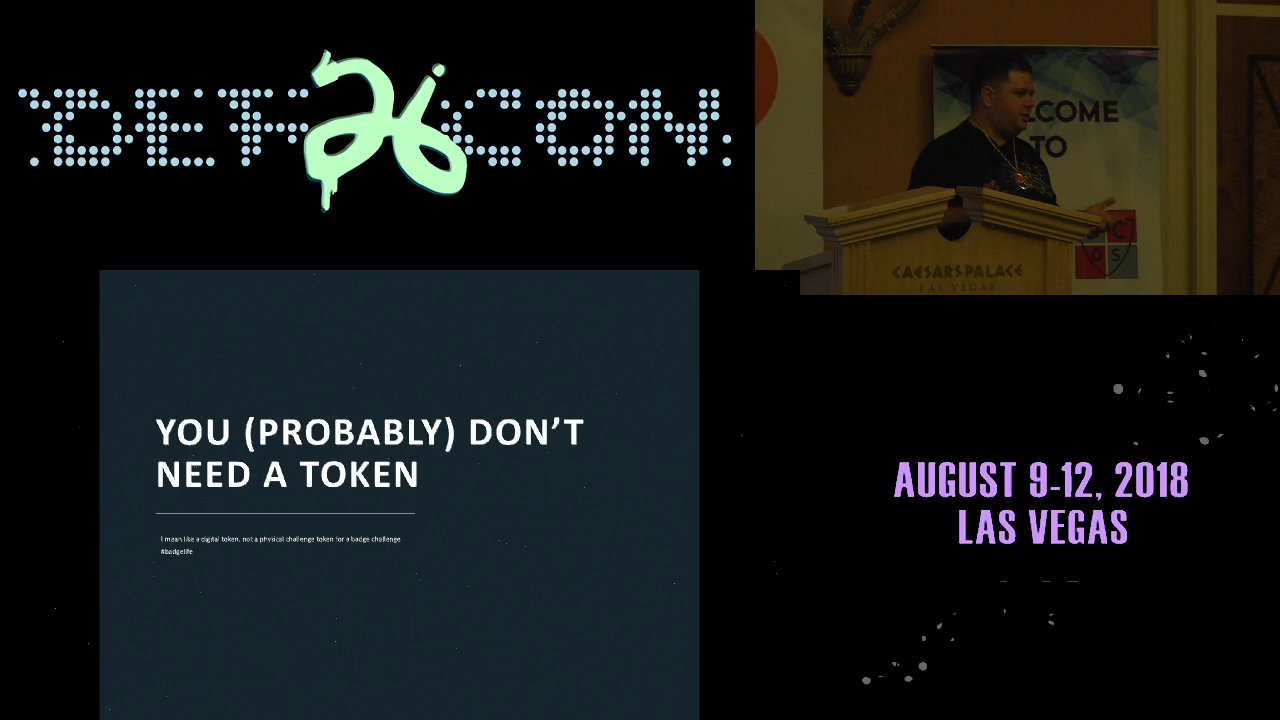 DEF 26 CON
LCOME
TO
C
D S
CAESARS PALACE
LAS VEGAS
YOU (PROBABLY) DON'T
NEED A TOKEN
I mean like a digital token, not a physical challenge token for a badge challenge
#badgelife
AUGUST 9-12, 2018
LAS VEGAS